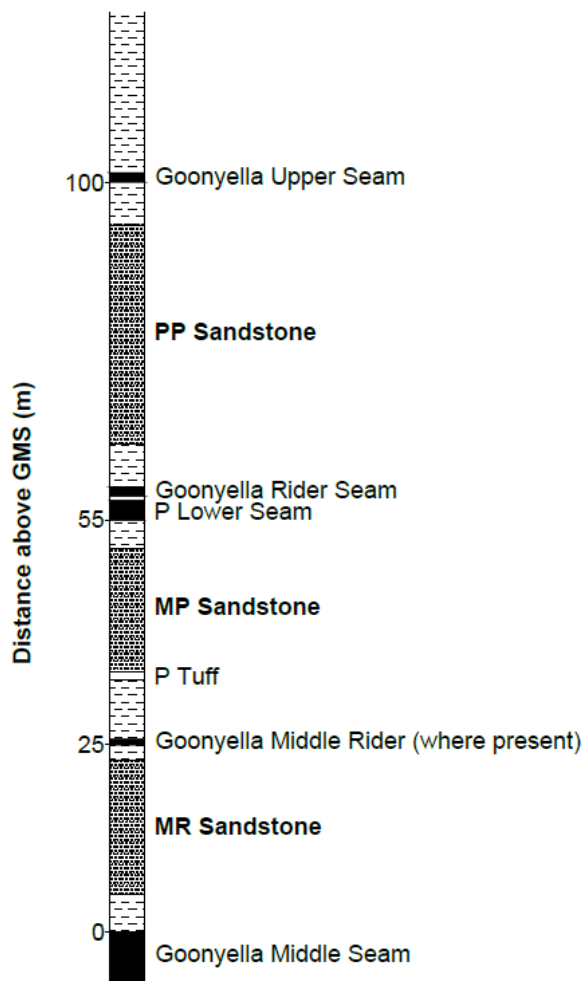 100
Goonyella Upper Seam
PP Sandstone
Distance above GMS (m)
Goonyella Rider Seam
P Lower Seam
55
MP Sandstone
P Tuff
25
Goonyella Middle Rider (where present)
MR Sandstone
0
Goonyella Middle Seam